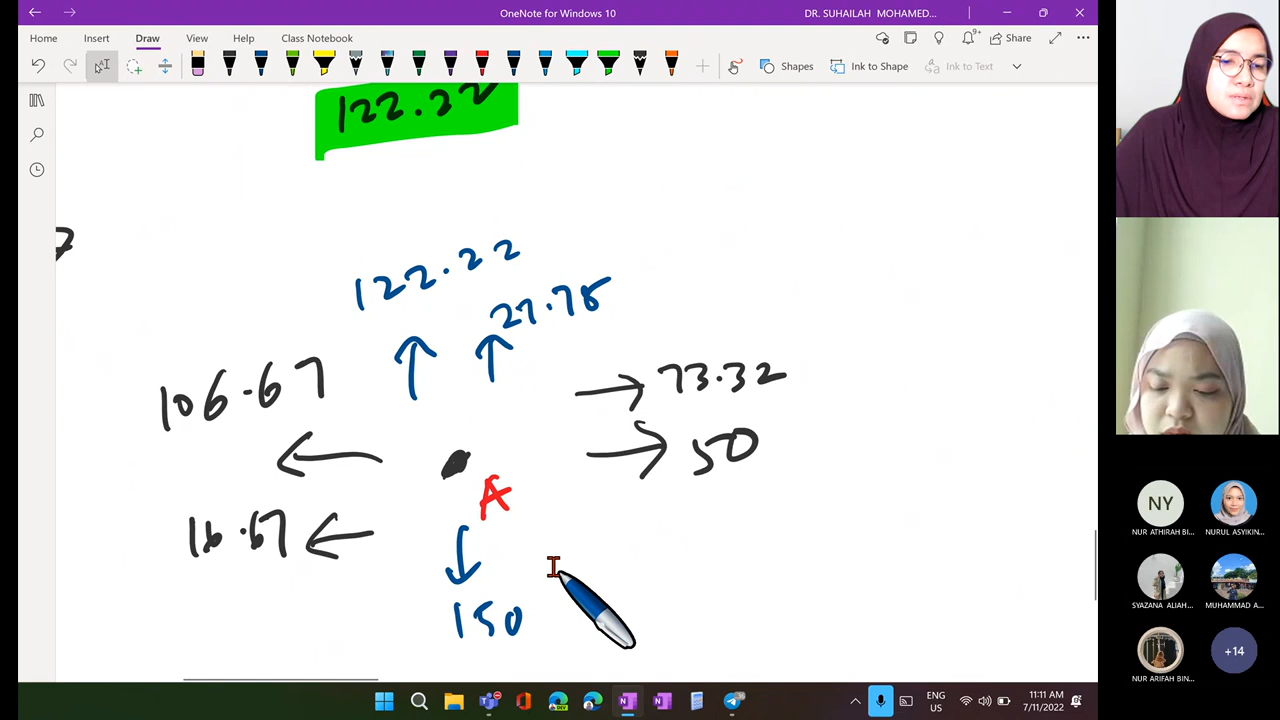 OneNote for Windows 10
DR. SUHAILAH MOHAMED...
Home
Insert
Draw
View
Help
Class Notebook
9+
Share
Shapes
Ink to Shape
Ink to Text
122.22
122.22
27.78
106.67
73.32
50
A
16.67
150
NY
NUR ATHIRAH BI...
NURUL ASYIKIN...
SYAZANA ALIAH...
MUHAMMAD A...
NUR ARIFAH BIN...
+14
DEV
ENG
US
11:11 AM
7/11/2022